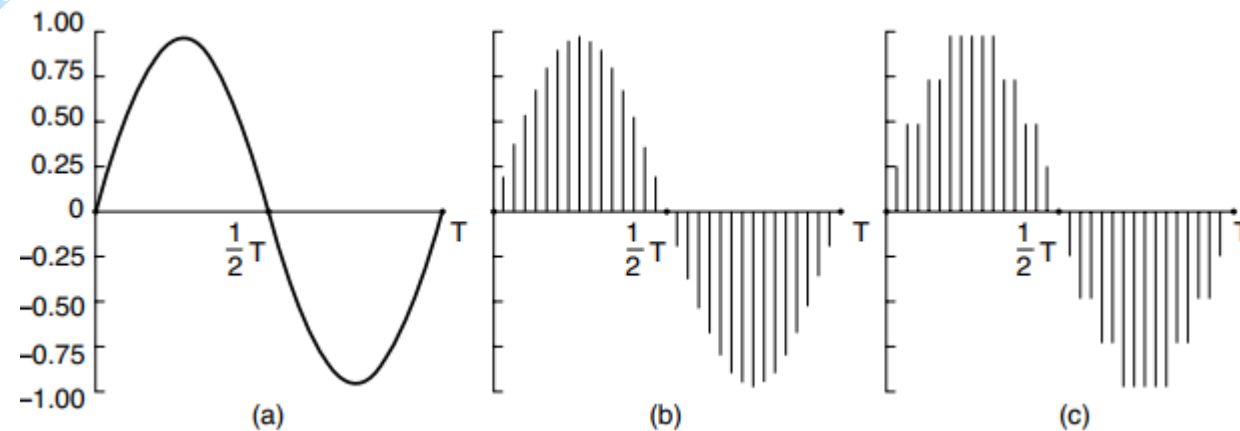 1.00
0.75
0.50
0.25
0
–0.25
–0.50
–0.75
–1.00
1/2 T
T
1/2 T
T
1/2 T
T
(a)
(b)
(c)